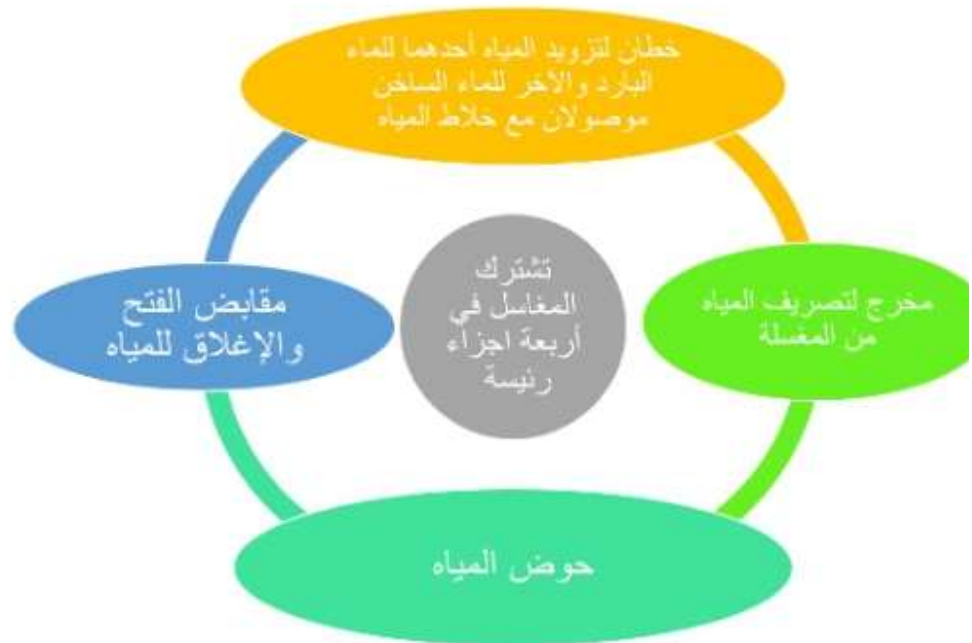 خطان لتزويد المياه أحدهما للماء
البارد والآخر للماء الساخن
موصولان مع خلاط المياه
مخرج لتصريف المياه
من المغسلة
حوض المياه
مقابض الفتح
والإغلاق للمياه
تشترك
المغاسل في
أربعة اجزاء
رئيسة